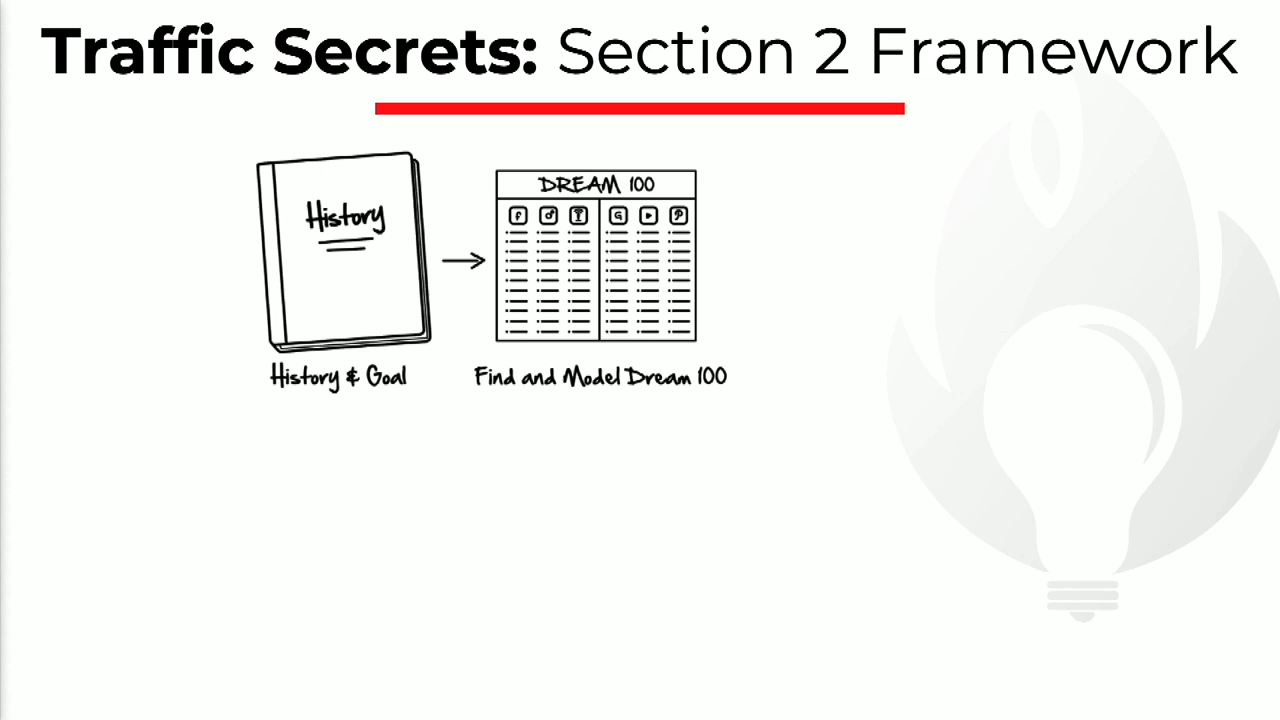 Traffic Secrets: Section 2 Framework
History
DREAM 100
History & Goal
Find and Model Dream 100